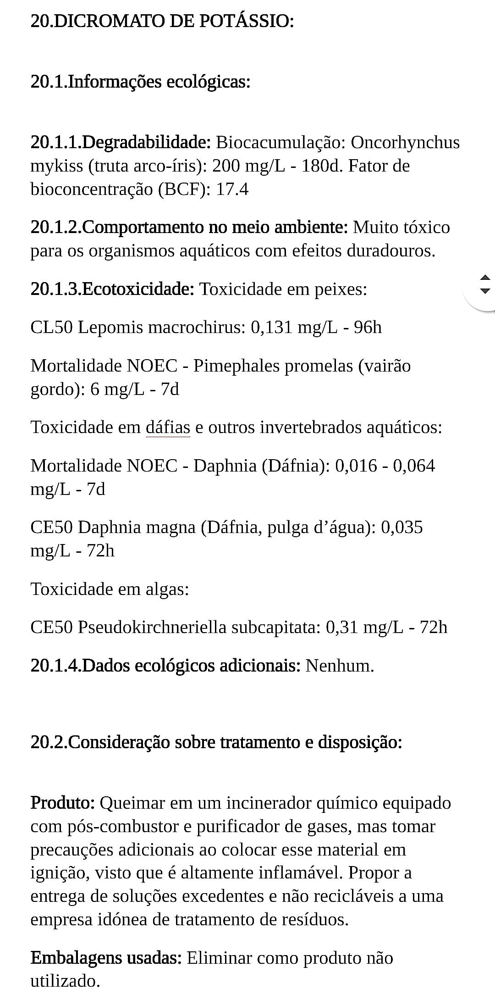 20.DICROMATO DE POTÁSSIO:
20.1.Informações ecológicas:
20.1.1.Degradabilidade: Biocacumulação: Oncorhynchus
mykiss (truta arco-íris): 200 mg/L - 180d. Fator de
bioconcentração (BCF): 17.4
20.1.2.Comportamento no meio ambiente: Muito tóxico
para os organismos aquáticos com efeitos duradouros.
20.1.3.Ecotoxicidade: Toxicidade em peixes:
CL50 Lepomis macrochirus: 0,131 mg/L - 96h
Mortalidade NOEC - Pimephales promelas (vairão
gordo): 6 mg/L - 7d
Toxicidade em dáfias e outros invertebrados aquáticos:
Mortalidade NOEC - Daphnia (Dáfnia): 0,016 - 0,064
mg/L - 7d
CE50 Daphnia magna (Dáfnia, pulga d’água): 0,035
mg/L - 72h
Toxicidade em algas:
CE50 Pseudokirchneriella subcapitata: 0,31 mg/L - 72h
20.1.4.Dados ecológicos adicionais: Nenhum.
20.2.Consideração sobre tratamento e disposição:
Produto: Queimar em um incinerador químico equipado
com pós-combustor e purificador de gases, mas tomar
precauções adicionais ao colocar esse material em
ignição, visto que é altamente inflamável. Propor a
entrega de soluções excedentes e não recicláveis a uma
empresa idónea de tratamento de resíduos.
Embalagens usadas: Eliminar como produto não
utilizado.